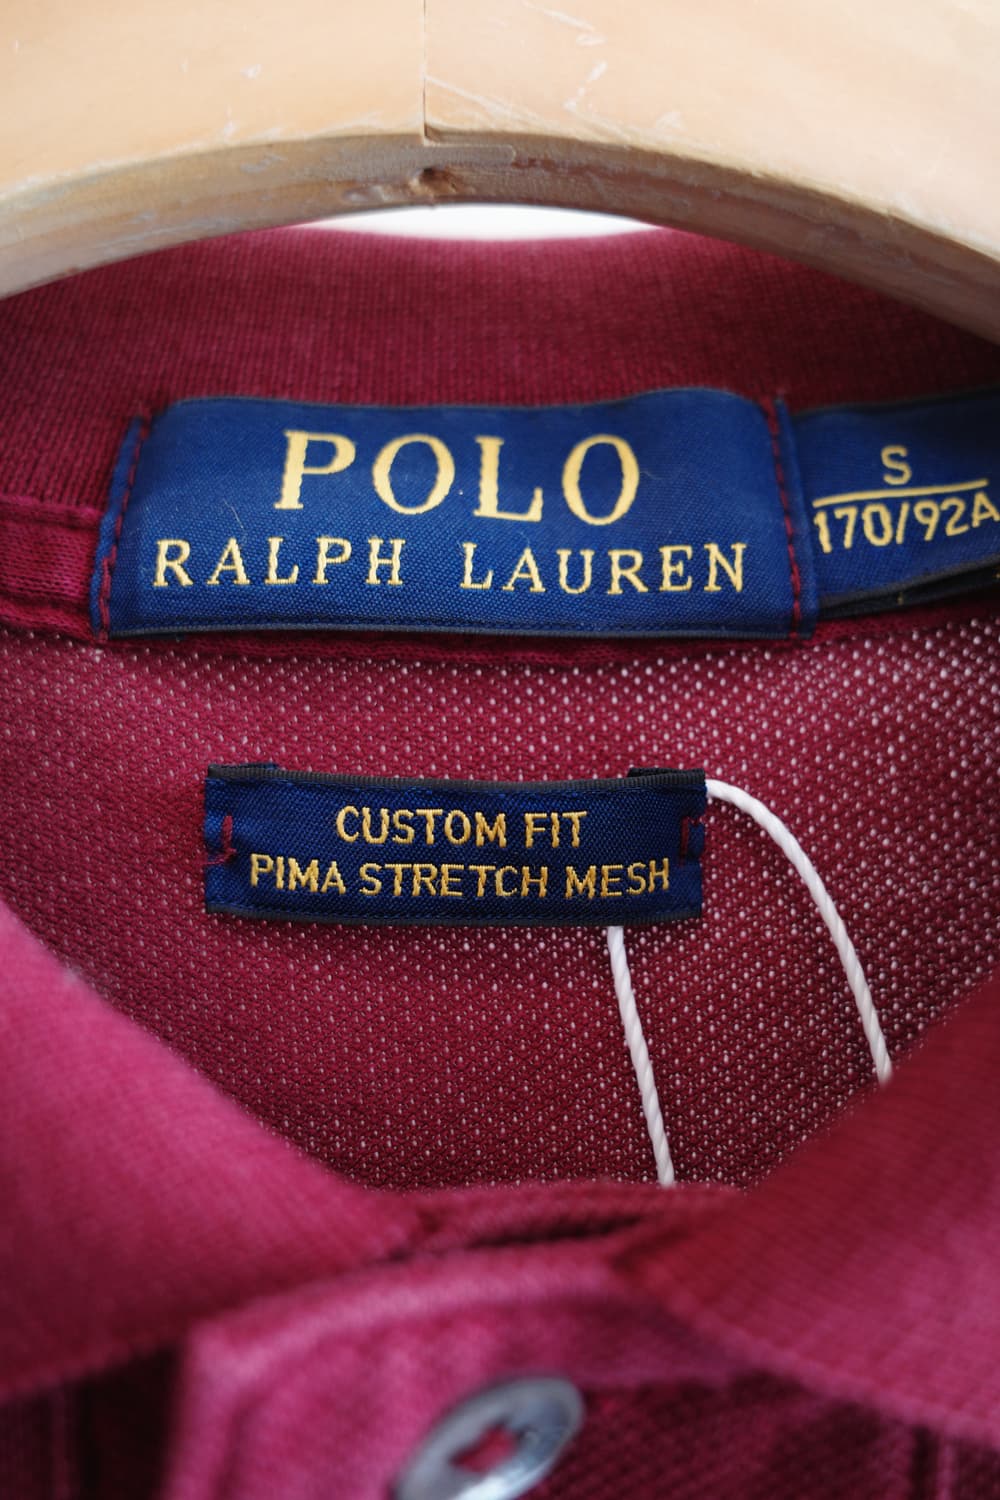 POLO
RALPH LAUREN
S
170/92A
CUSTOM FIT
PIMA STRETCH MESH